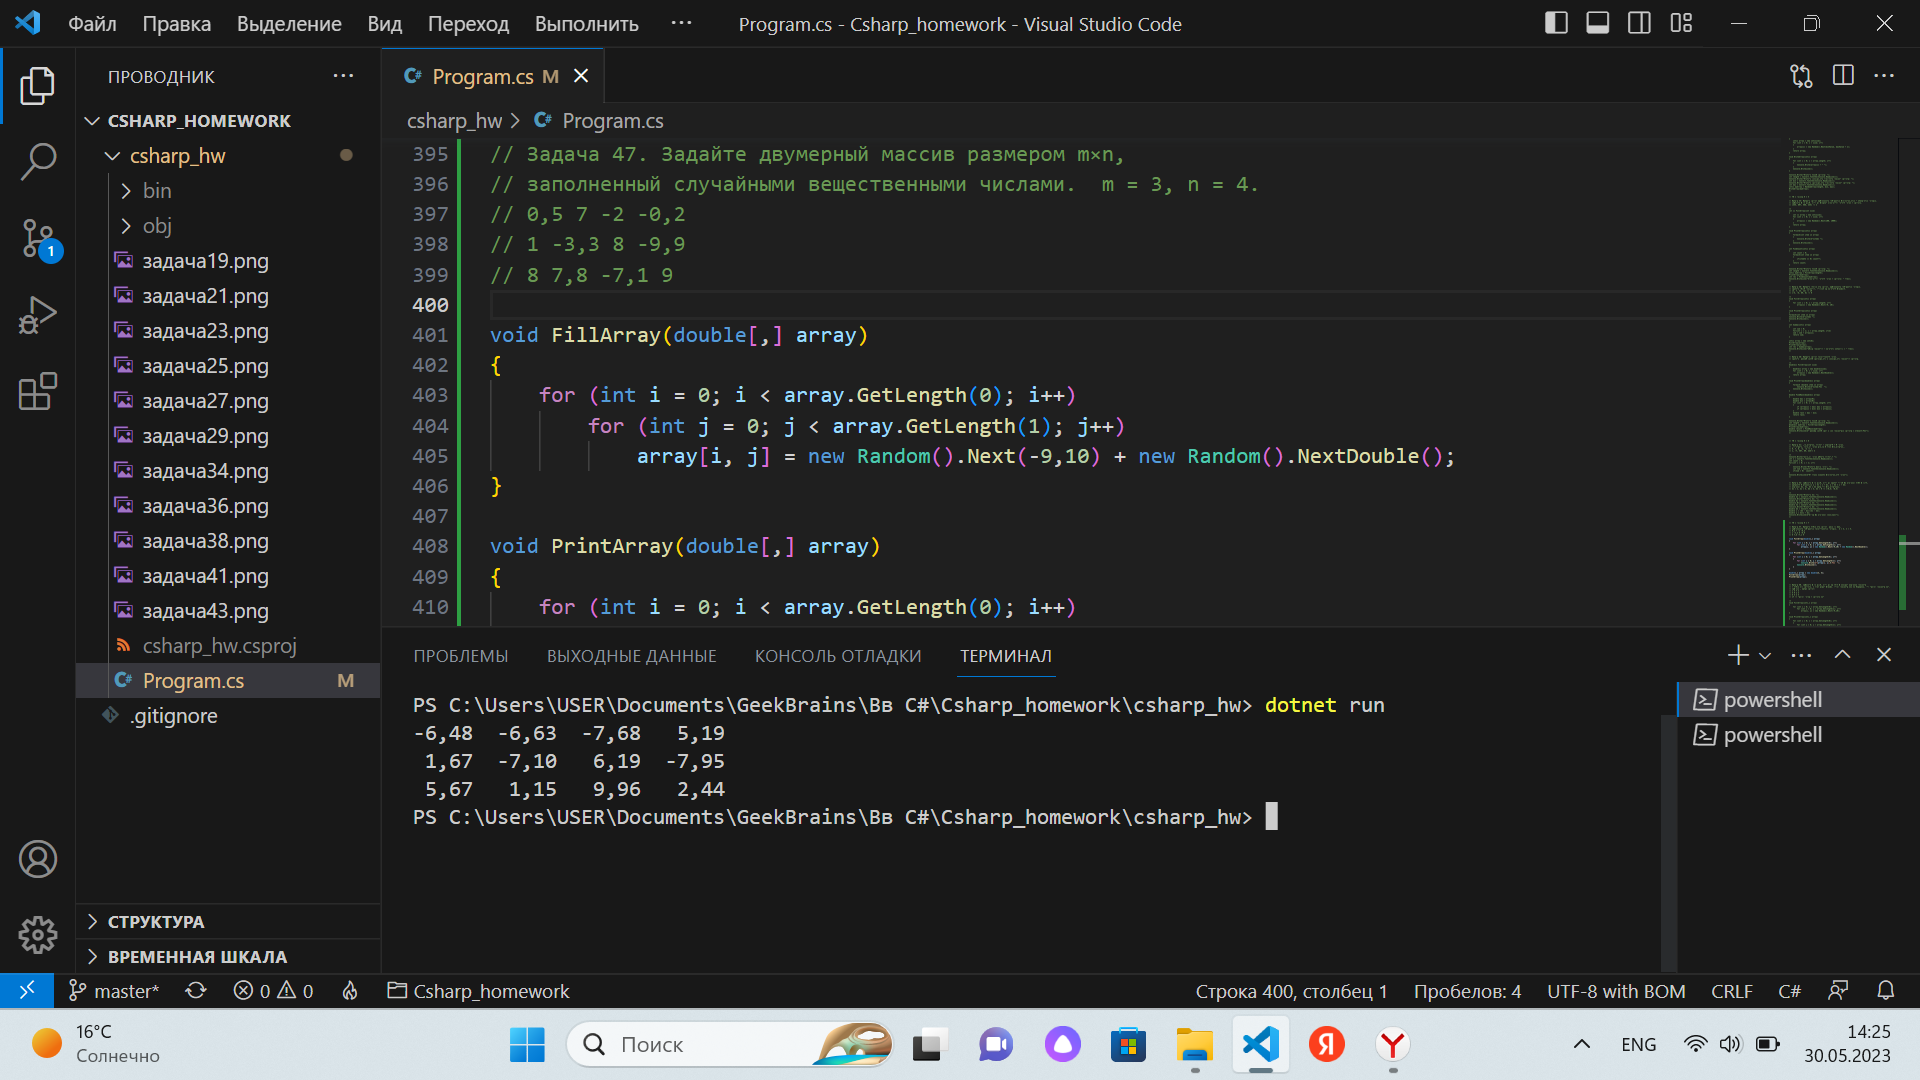 Файл Правка Выделение Вид Переход Выполнить ··· Program.cs - Csharp_homework - Visual Studio Code
ПРОВОДНИК ···
CSHARP_HOMEWORK
csharp_hw
bin
obj
задача19.png
задача21.png
задача23.png
задача25.png
задача27.png
задача29.png
задача34.png
задача36.png
задача38.png
задача41.png
задача43.png
csharp_hw.csproj
Program.cs M
.gitignore
СТРУКТУРА
ВРЕМЕННАЯ ШКАЛА
1
Program.cs M
csharp_hw > Program.cs
395 // Задача 47. Задайте двумерный массив размером m×n,
396 // заполненный случайными вещественными числами.  m = 3, n = 4.
397 // 0,5 7 -2 -0,2
398 // 1 -3,3 8 -9,9
399 // 8 7,8 -7,1 9
400
401 void FillArray(double[,] array)
402 {
403     for (int i = 0; i < array.GetLength(0); i++)
404         for (int j = 0; j < array.GetLength(1); j++)
405             array[i, j] = new Random().Next(-9,10) + new Random().NextDouble();
406 }
407
408 void PrintArray(double[,] array)
409 {
410     for (int i = 0; i < array.GetLength(0); i++)
ПРОБЛЕМЫ ВЫХОДНЫЕ ДАННЫЕ КОНСОЛЬ ОТЛАДКИ ТЕРМИНАЛ
PS C:\Users\USER\Documents\GeekBrains\Вв C#\Csharp_homework\csharp_hw> dotnet run
-6,48  -6,63  -7,68   5,19
 1,67  -7,10   6,19  -7,95
 5,67   1,15   9,96   2,44
PS C:\Users\USER\Documents\GeekBrains\Вв C#\Csharp_homework\csharp_hw>
powershell
powershell
master* 0 0 Csharp_homework Строка 400, столбец 1 Пробелов: 4 UTF-8 with BOM CRLF C#
16°C
Солнечно
Поиск
Я
ENG
14:25
30.05.2023